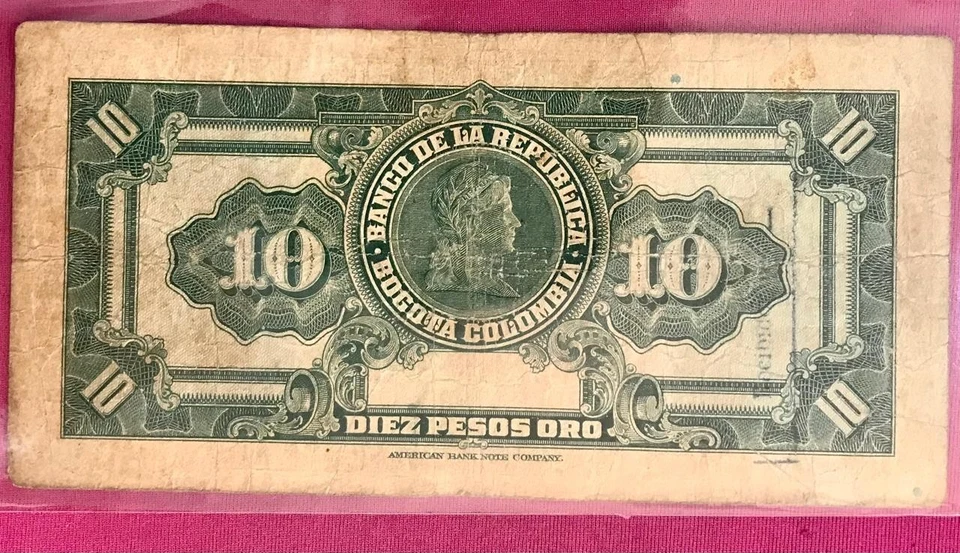 10 10
BANCO DE LA REPUBLICA
10 10
BOGOTA COLOMBIA
10 10
DIEZ PESOS ORO
AMERICAN BANK NOTE COMPANY.